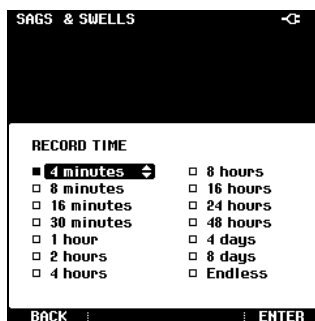 SAGS & SWELLS
RECORD TIME
4 minutes
8 minutes
16 minutes
30 minutes
1 hour
2 hours
4 hours
8 hours
16 hours
24 hours
48 hours
4 days
8 days
Endless
BACK
ENTER